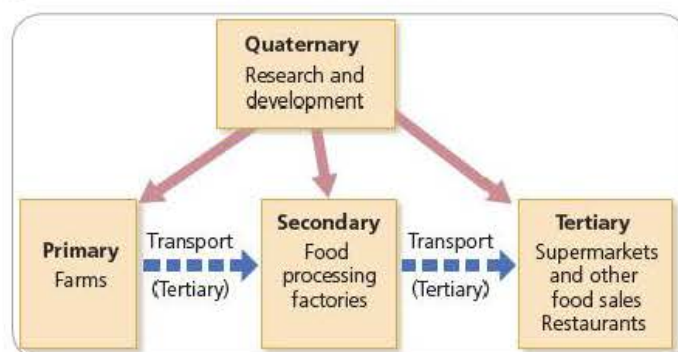 Quaternary
Research and
development
Primary
Farms
Transport
(Tertiary)
Secondary
Food
processing
factories
Transport
(Tertiary)
Tertiary
Supermarkets
and other
food sales
Restaurants